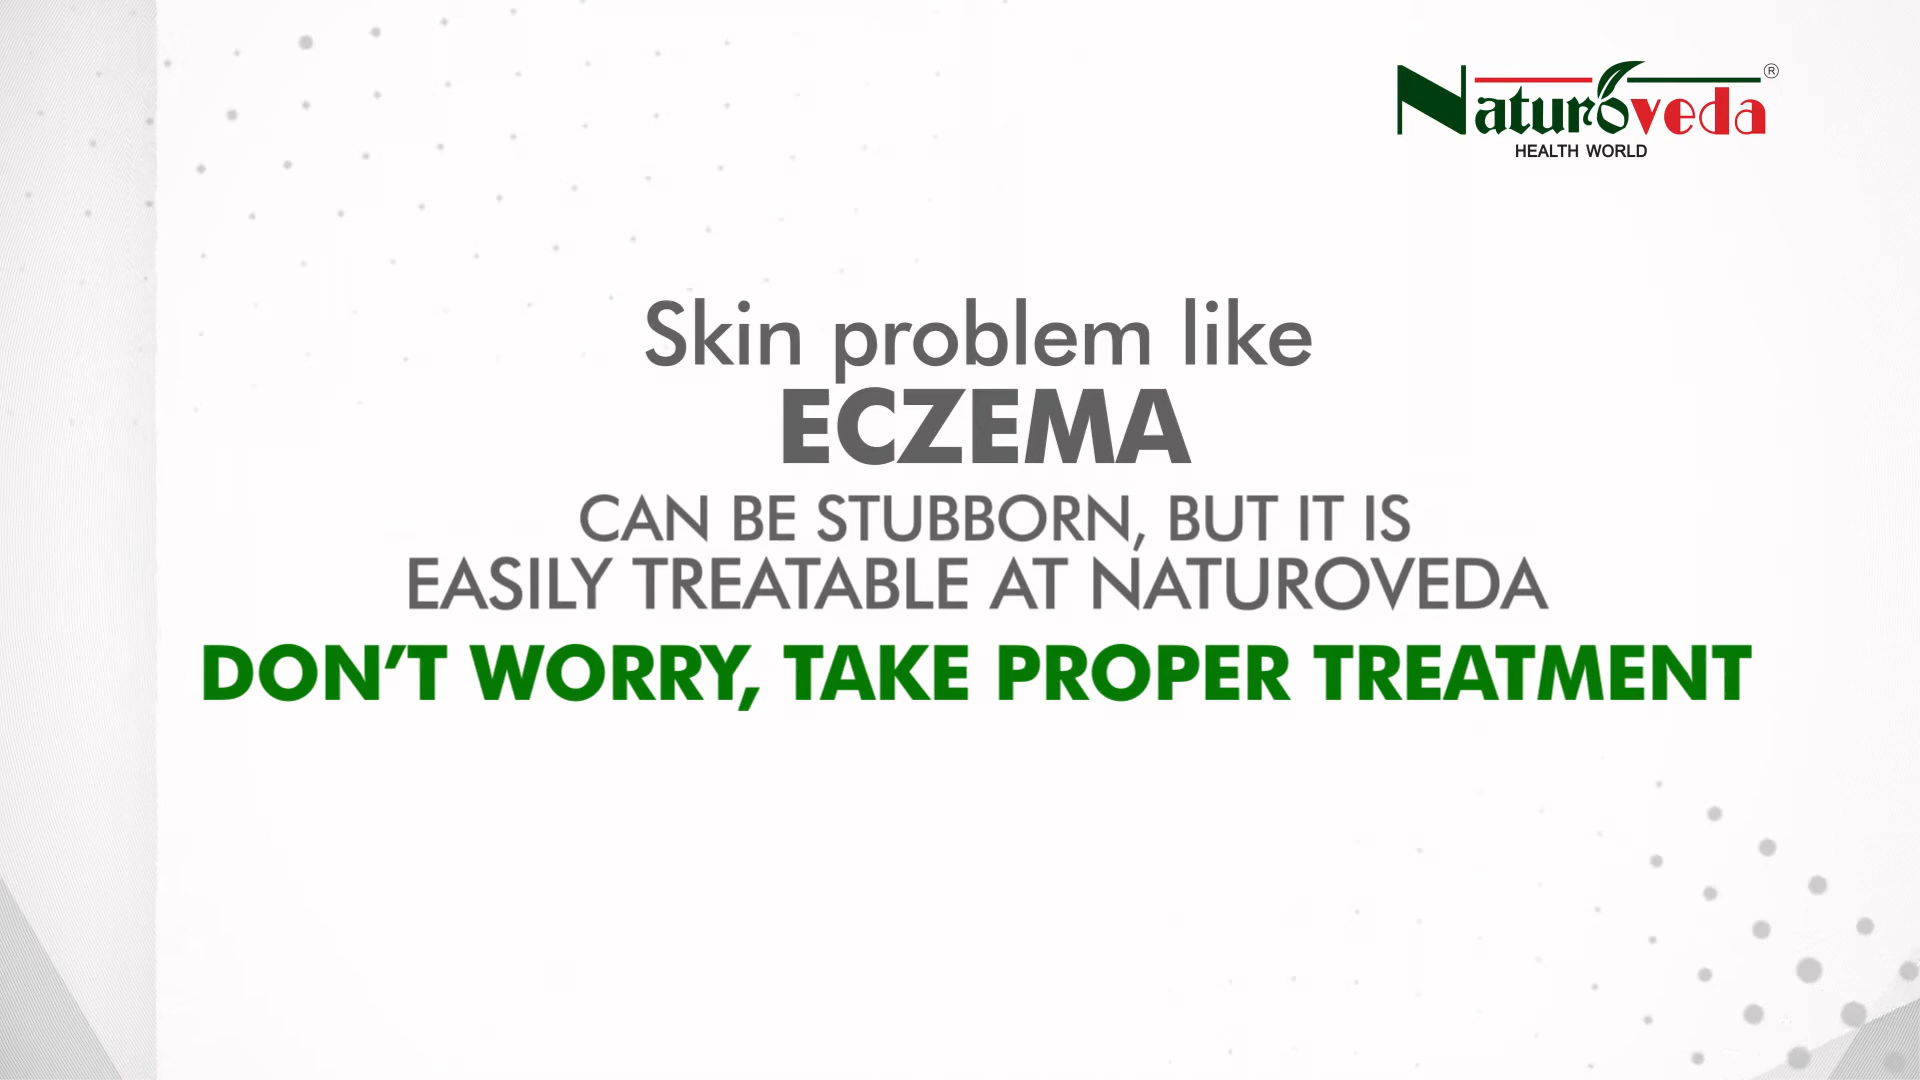 Naturoveda®
HEALTH WORLD
Skin problem like
ECZEMA
CAN BE STUBBORN, BUT IT IS
EASILY TREATABLE AT NATUROVEDA
DON'T WORRY, TAKE PROPER TREATMENT